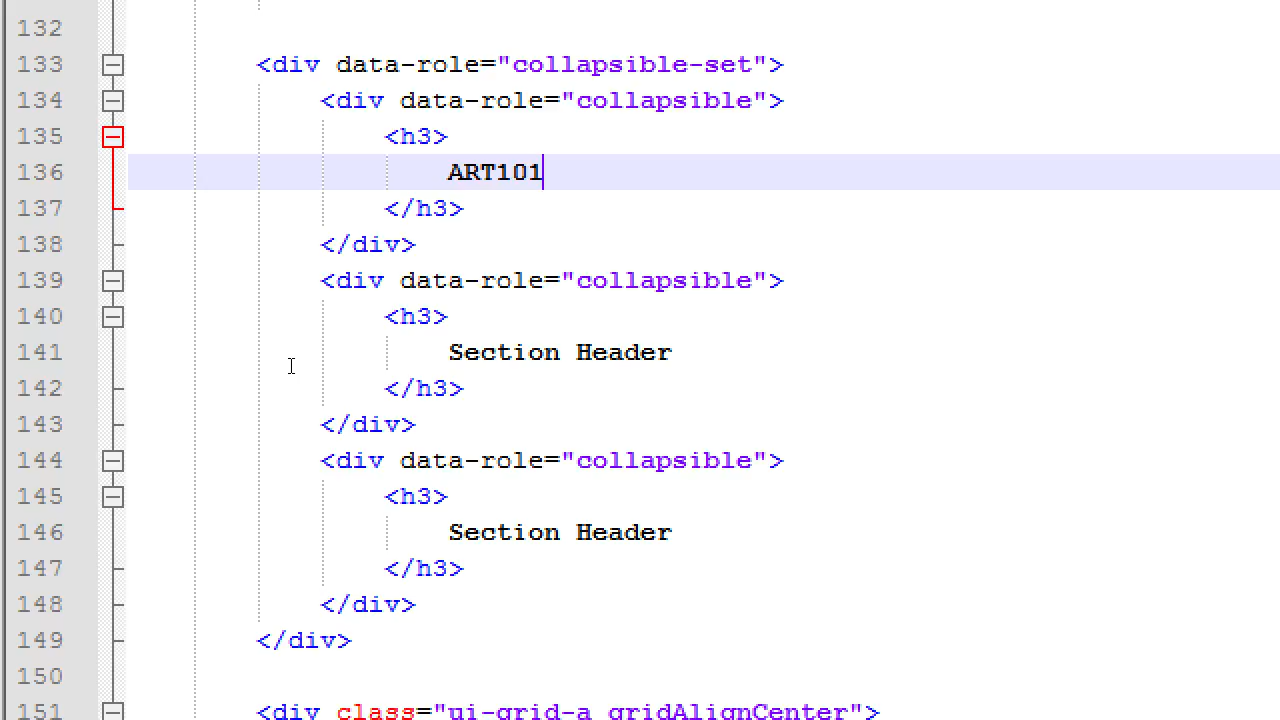 132
133 <div data-role="collapsible-set">
134 <div data-role="collapsible">
135 <h3>
136 ART101
137 </h3>
138 </div>
139 <div data-role="collapsible">
140 <h3>
141 Section Header
142 </h3>
143 </div>
144 <div data-role="collapsible">
145 <h3>
146 Section Header
147 </h3>
148 </div>
149 </div>
150
151 <div class="ui-grid-a gridAlignCenter">